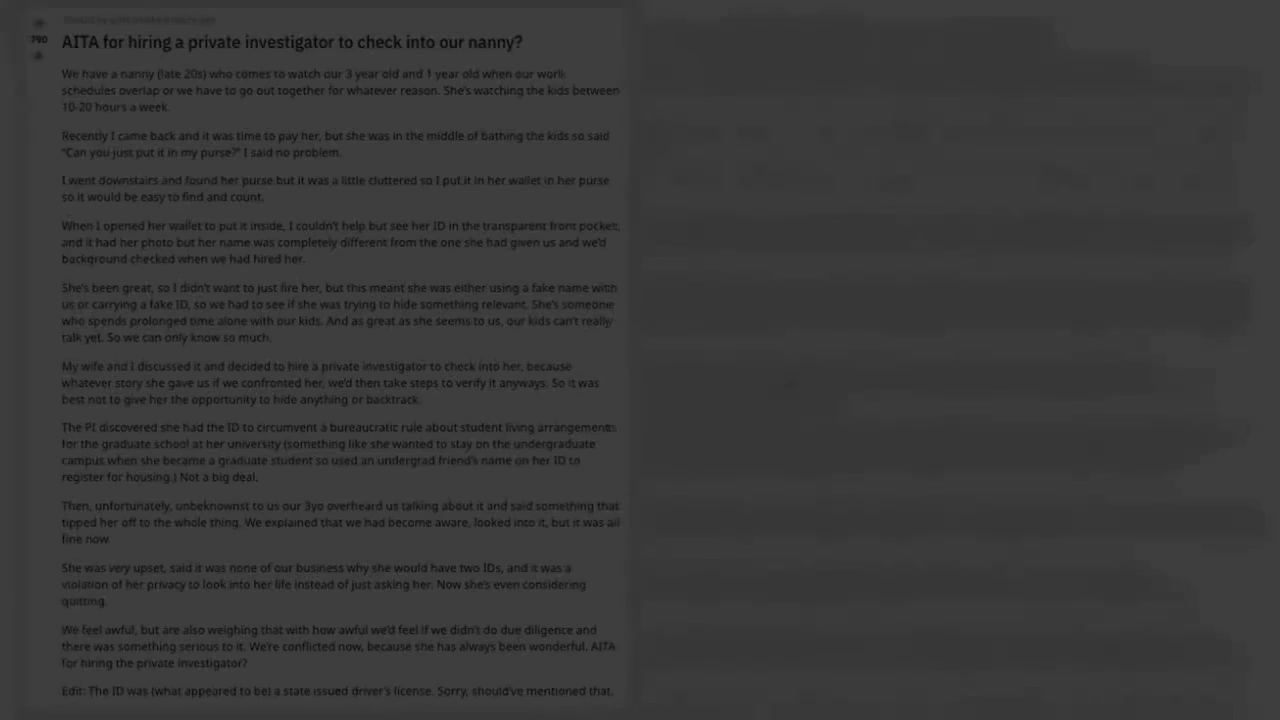 790
AITA for hiring a private investigator to check into our nanny?
We have a nanny (late 20s) who comes to watch our 3 year old and 1 year old when our work
schedules overlap or we have to go out together for whatever reason. She's watching the kids between
10-20 hours a week.
Recently I came back and it was time to pay her, but she was in the middle of bathing the kids so said
"Can you just put it in my purse?" I said no problem.
I went downstairs and found her purse but it was a little cluttered so I put it in her wallet in her purse
so it would be easy to find and count.
When I opened her wallet to put it inside, I couldn't help but see her ID in the transparent front pocket,
and it had her photo but her name was completely different from the one she had given us and we'd
background checked when we had hired her.
She's been great, so I didn't want to just fire her, but this meant she was either using a fake name with
us or carrying a fake ID, so we had to see if she was trying to hide something relevant. She's someone
who spends prolonged time alone with our kids. And as great as she seems to us, our kids can't really
talk yet. So we can only know so much.
My wife and I discussed it and decided to hire a private investigator to check into her, because
whatever story she gave us if we confronted her, we'd then take steps to verify it anyways. So it was
best not to give her the opportunity to hide anything or backtrack.
The PI discovered she had the ID to circumvent a bureaucratic rule about student living arrangements
for the graduate school at her university (something like she wanted to stay on the undergraduate
campus when she became a graduate student so used an undergrad friend's name on her ID to
register for housing.) Not a big deal.
Then, unfortunately, unbeknownst to us our 3yo overheard us talking about it and said something that
tipped her off to the whole thing. We explained that we had become aware, looked into it, but it was all
fine now.
She was very upset, said it was none of our business why she would have two IDs, and it was a
violation of her privacy to look into her life instead of just asking her. Now she's even considering
quitting.
We feel awful, but are also weighing that with how awful we'd feel if we didn't do due diligence and
there was something serious to it. We're conflicted now, because she has always been wonderful. AITA
for hiring the private investigator?
Edit: The ID was (what appeared to be) a state issued driver's license. Sorry, should've mentioned that.